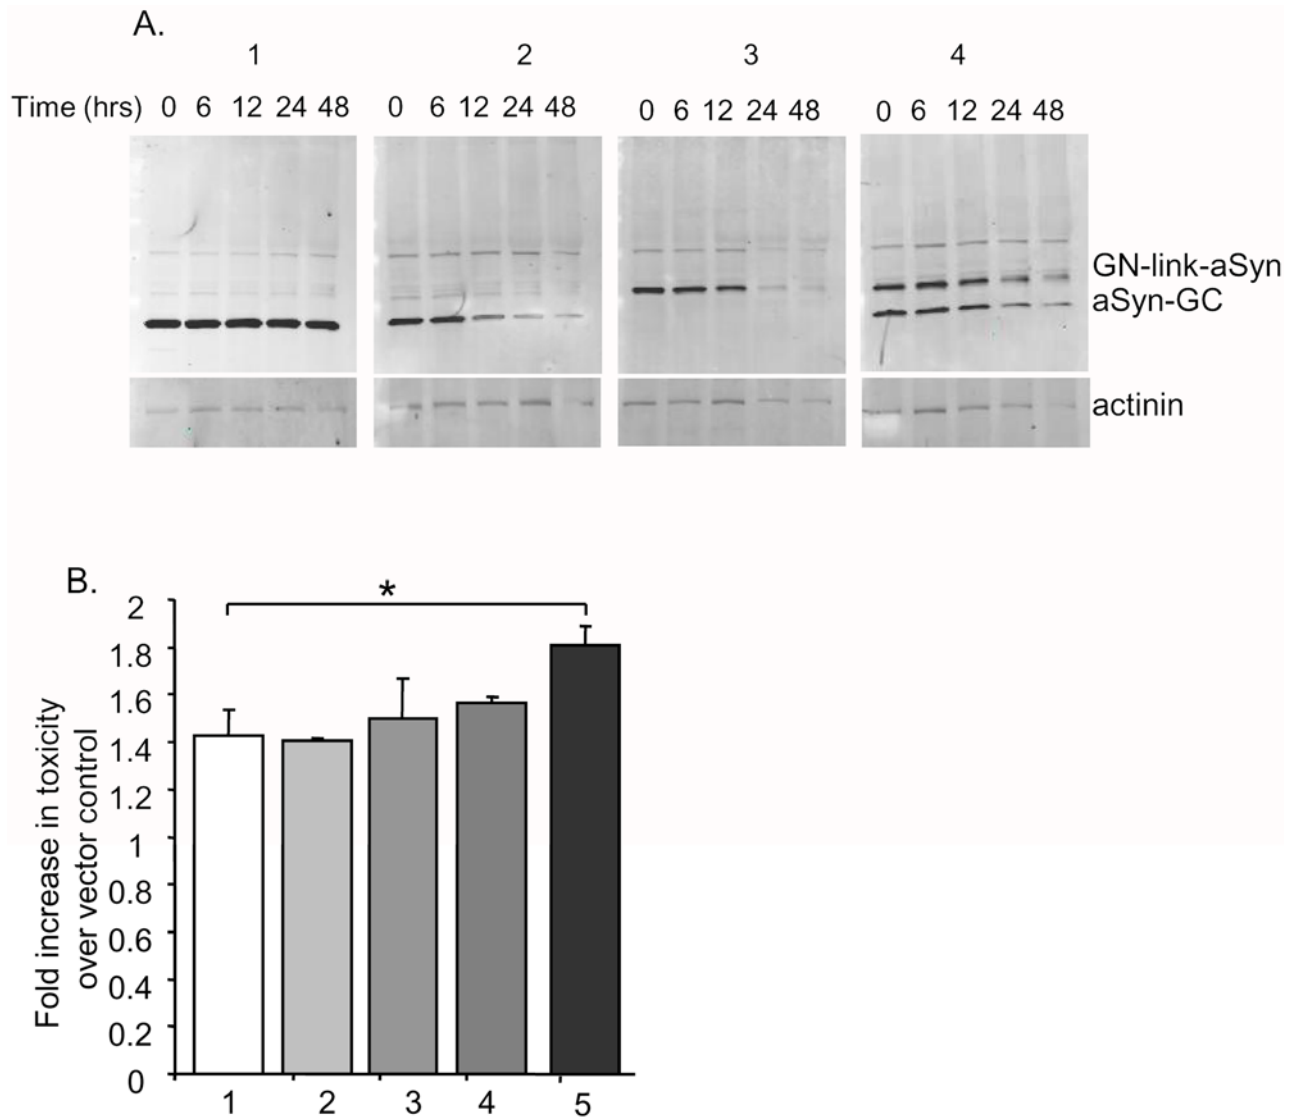 A.
1 2 3 4
Time (hrs) 0 6 12 24 48 0 6 12 24 48 0 6 12 24 48 0 6 12 24 48
GN-link-aSyn
aSyn-GC
actinin
B.
*
Fold increase in toxicity
over vector control
2
1.8
1.6
1.4
1.2
1
0.8
0.6
0.4
0.2
0
1 2 3 4 5